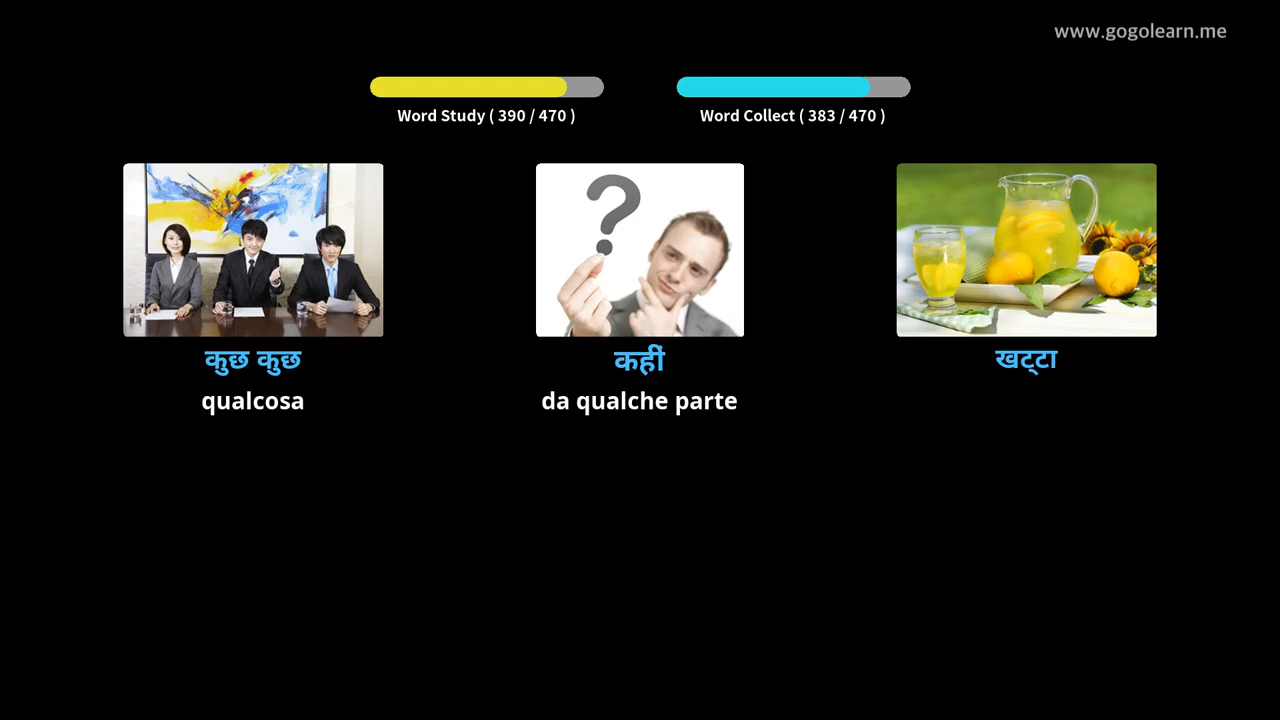 www.gogolearn.me
Word Study ( 390 / 470 )
Word Collect ( 383 / 470 )
कुछ कुछ
कहीं
खट्टा
qualcosa
da qualche parte